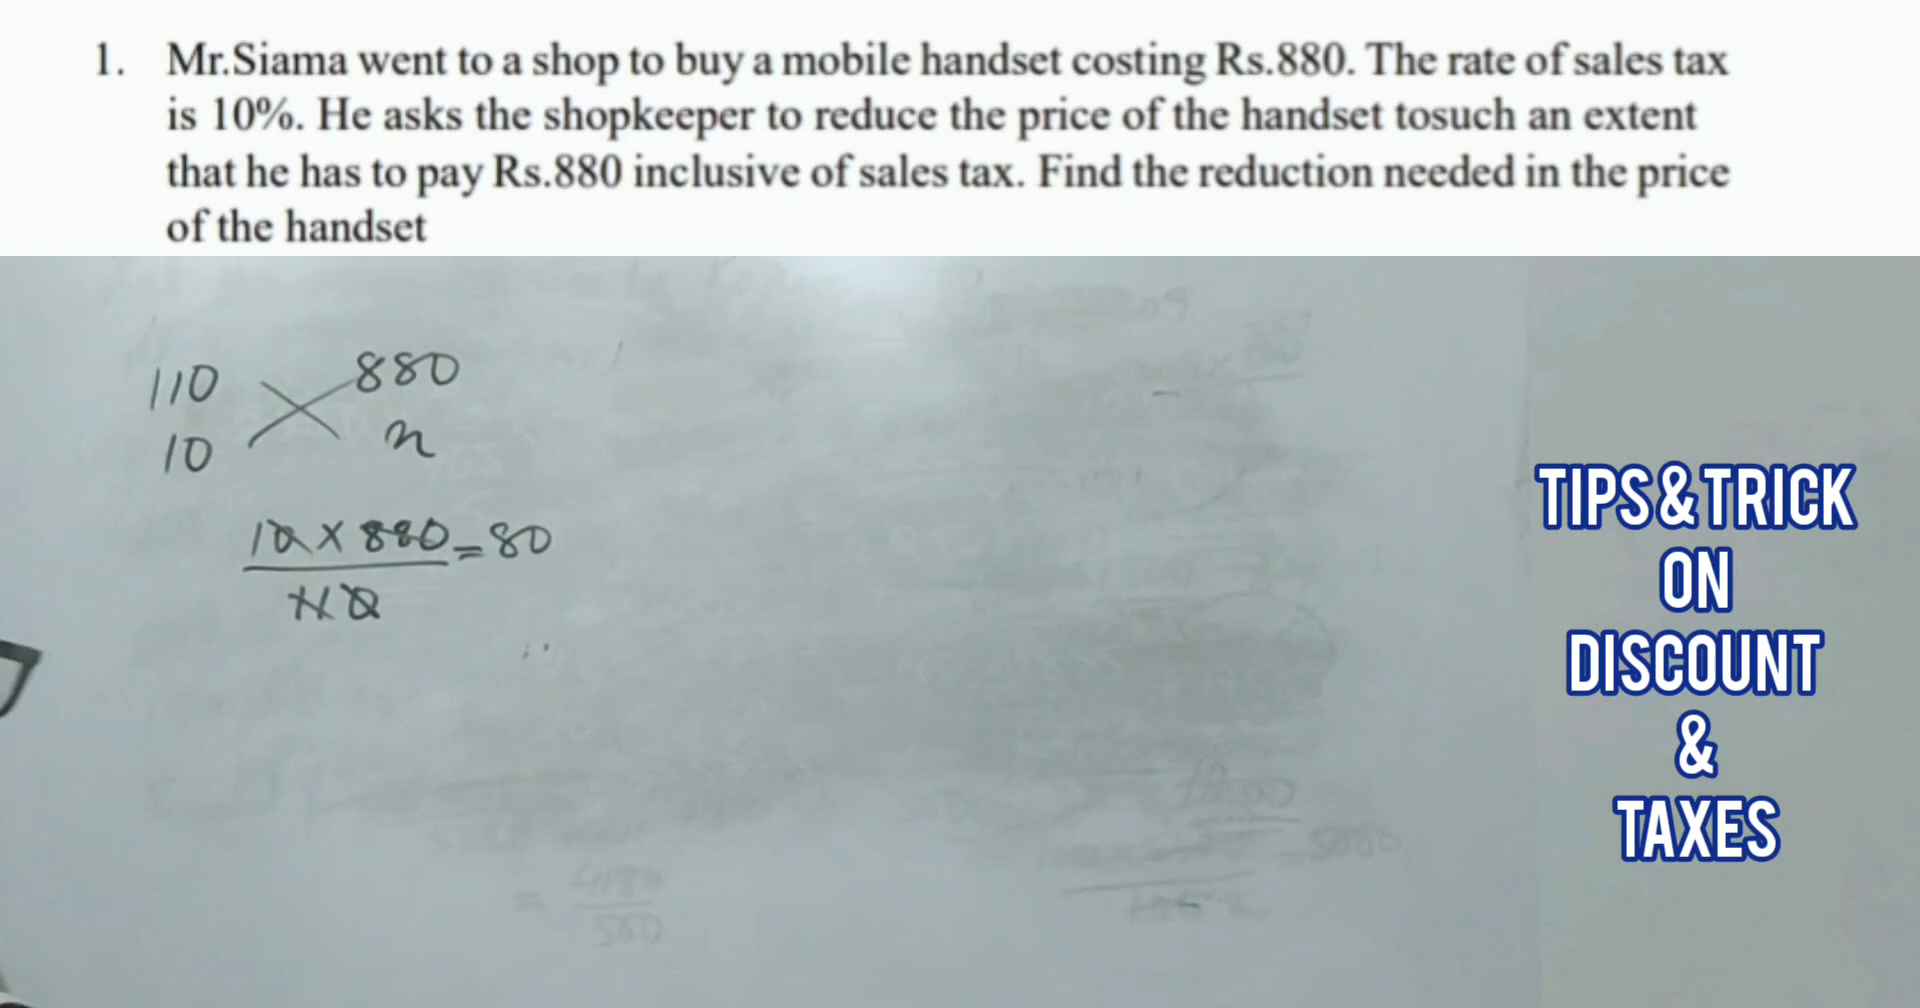 1. Mr.Siama went to a shop to buy a mobile handset costing Rs.880. The rate of sales tax
is 10%. He asks the shopkeeper to reduce the price of the handset tosuch an extent
that he has to pay Rs.880 inclusive of sales tax. Find the reduction needed in the price
of the handset
110 880
10 x
10 x 880 = 80
110
TIPS & TRICK
ON
DISCOUNT
&
TAXES